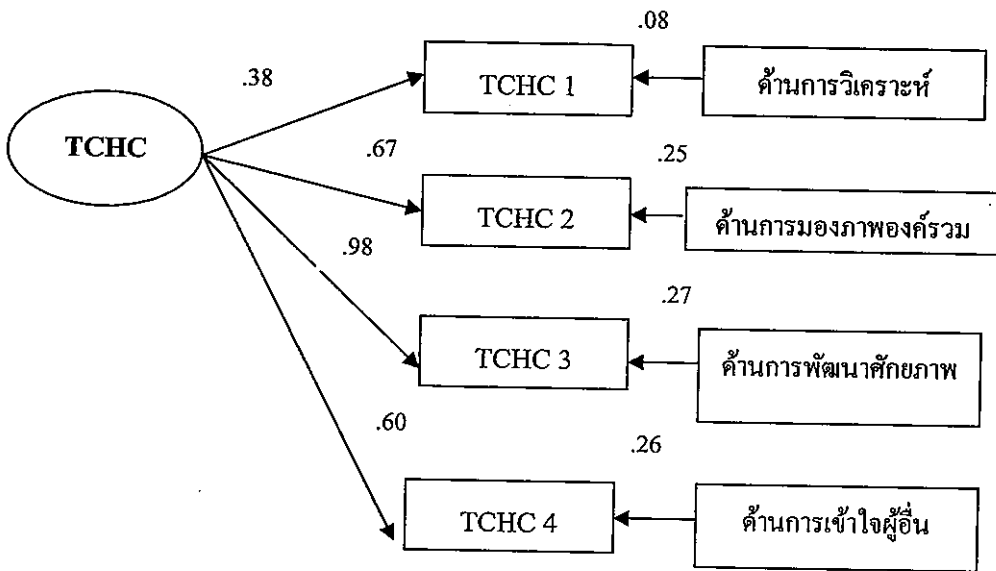 .08
.38
TCHC 1
ด้านการวิเคราะห์
TCHC
.67
.25
TCHC 2
ด้านการมองภาพองค์รวม
.98
.27
TCHC 3
ด้านการพัฒนาศักยภาพ
.60
.26
TCHC 4
ด้านการเข้าใจผู้อื่น